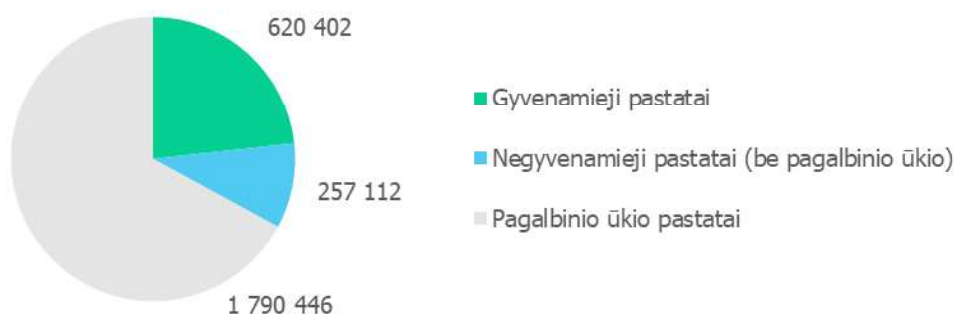 620 402
Gyvenamieji pastatai
Negyvenamieji pastatai (be pagalbinio ūkio)
257 112
Pagalbinio ūkio pastatai
1 790 446